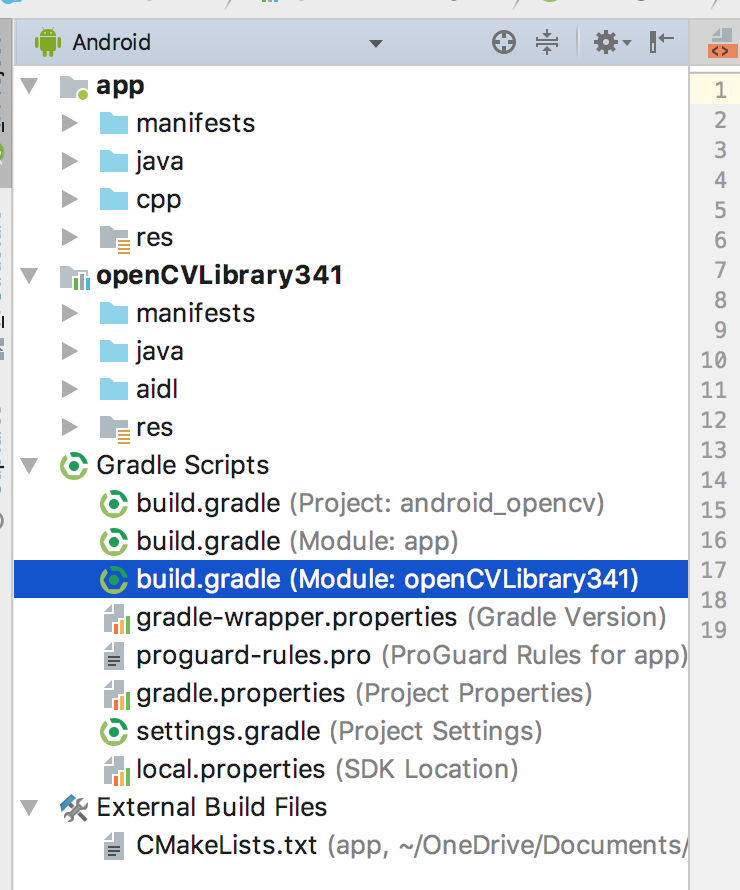 Android
app
manifests
java
cpp
res
openCVLibrary341
manifests
java
aidl
res
Gradle Scripts
build.gradle (Project: android_opencv)
build.gradle (Module: app)
build.gradle (Module: openCVLibrary341)
gradle-wrapper.properties (Gradle Version)
proguard-rules.pro (ProGuard Rules for app)
gradle.properties (Project Properties)
settings.gradle (Project Settings)
local.properties (SDK Location)
External Build Files
CMakeLists.txt (app, ~/OneDrive/Documents/
1
2
3
4
5
6
7
8
9
10
11
12
13
14
15
16
17
18
19